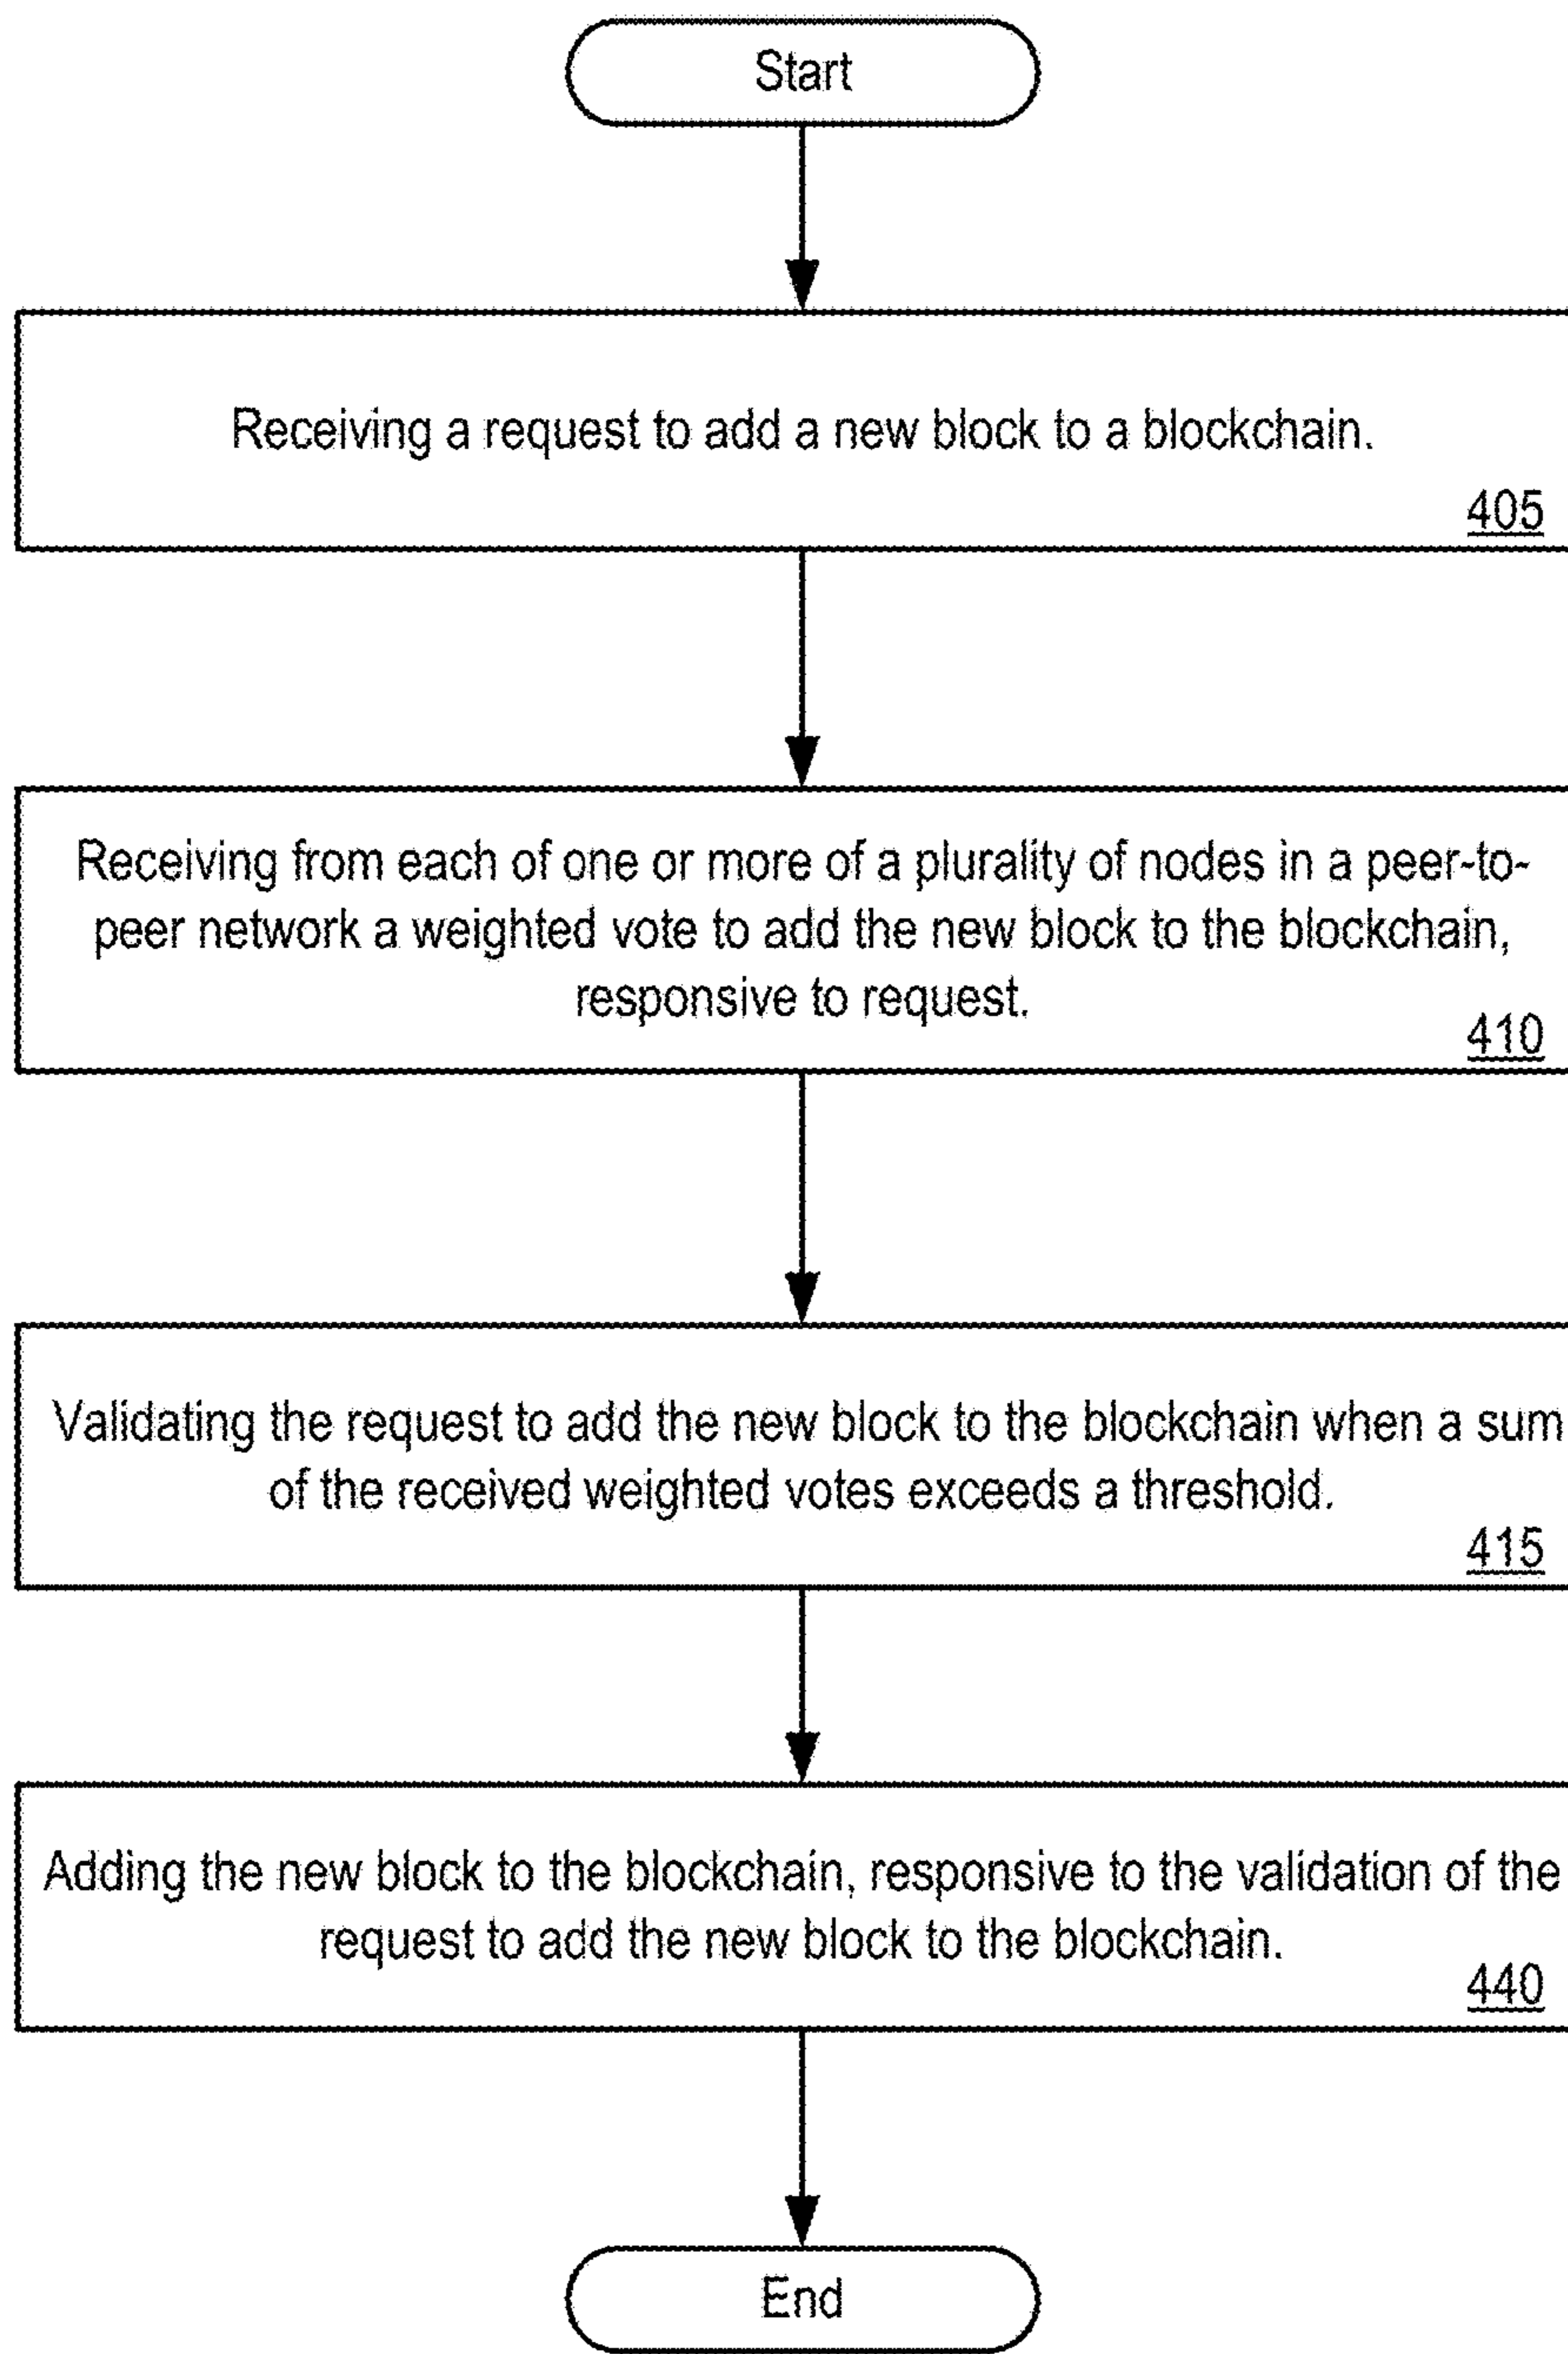 Start
Receiving a request to add a new block to a blockchain.
405
Receiving from each of one or more of a plurality of nodes in a peer-to-
peer network a weighted vote to add the new block to the blockchain,
responsive to request.
410
Validating the request to add the new block to the blockchain when a sum
of the received weighted votes exceeds a threshold.
415
Adding the new block to the blockchain, responsive to the validation of the
request to add the new block to the blockchain.
440
End